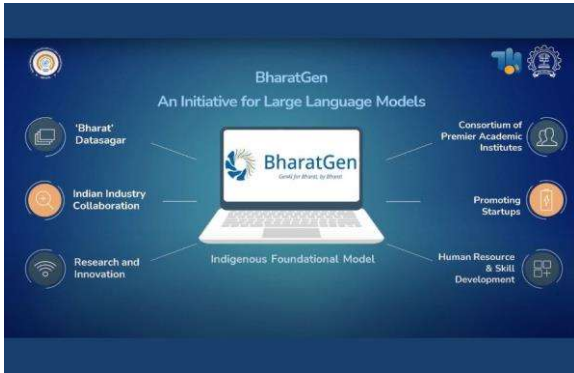 BharatGen
An Initiative for Large Language Models
'Bharat'
Datasagar
Indian Industry
Collaboration
Research and
Innovation
BharatGen
GenAI for Bharat, by Bharat
Indigenous Foundational Model
Consortium of
Premier Academic
Institutes
Promoting
Startups
Human Resource
& Skill
Development